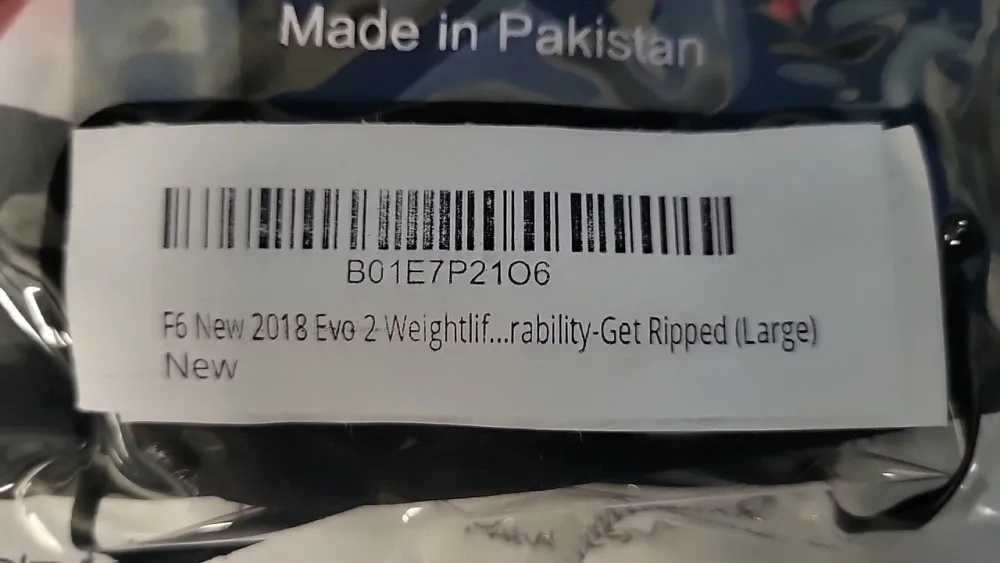 Made in Pakistan
B01E7P21O6
F6 New 2018 Evo 2 Weightlif...rability-Get Ripped (Large)
New